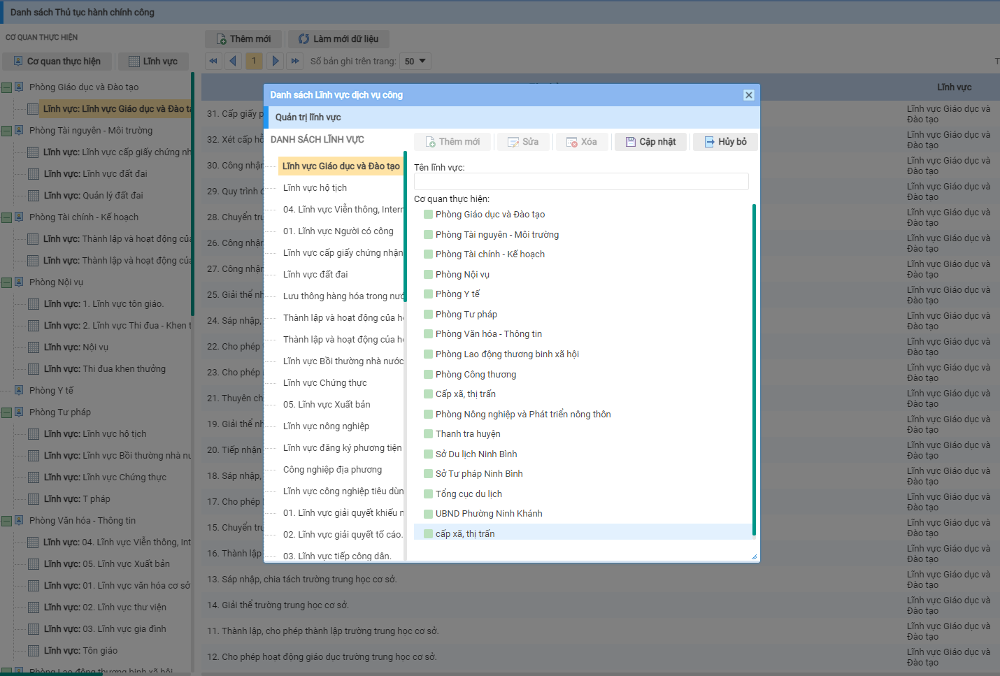 Danh sách Thủ tục hành chính công
CƠ QUAN THỰC HIỆN
Cơ quan thực hiện
Lĩnh vực
Phòng Giáo dục và Đào tạo
Lĩnh vực: Lĩnh vực Giáo dục và Đào tạ
Phòng Tài nguyên - Môi trường
Lĩnh vực: Lĩnh vực cấp giấy chứng nh
Lĩnh vực: Lĩnh vực đất đai
Lĩnh vực: Quản lý đất đai
Phòng Tài chính - Kế hoạch
Lĩnh vực: Thành lập và hoạt động của
Lĩnh vực: Thành lập và hoạt động của
Phòng Nội vụ
Lĩnh vực: 1. Lĩnh vực tôn giáo.
Lĩnh vực: 2. Lĩnh vực Thi đua - Khen t
Lĩnh vực: Nội vụ
Lĩnh vực: Thi đua khen thưởng
Phòng Y tế
Phòng Tư pháp
Lĩnh vực: Lĩnh vực hộ tịch
Lĩnh vực: Lĩnh vực Bồi thường nhà nư
Lĩnh vực: Lĩnh vực Chứng thực
Lĩnh vực: T pháp
Phòng Văn hóa - Thông tin
Lĩnh vực: 04. Lĩnh vực Viễn thông, Int
Lĩnh vực: 05. Lĩnh vực Xuất bản
Lĩnh vực: 01. Lĩnh vực văn hóa cơ sở
Lĩnh vực: 02. Lĩnh vực thư viện
Lĩnh vực: 03. Lĩnh vực gia đình
Lĩnh vực: Tôn giáo
Phòng Lao động thương binh xã hội
Thêm mới
Làm mới dữ liệu
1
Số bản ghi trên trang: 50
T
Lĩnh vực
31. Cấp giấy p
Lĩnh vực Giáo dục và
Đào tạo
32. Xét cấp hỗ
Lĩnh vực Giáo dục và
Đào tạo
30. Công nhận
Lĩnh vực Giáo dục và
Đào tạo
29. Quy trình đ
Lĩnh vực Giáo dục và
Đào tạo
28. Chuyển trư
Lĩnh vực Giáo dục và
Đào tạo
26. Công nhận
Lĩnh vực Giáo dục và
Đào tạo
27. Công nhận
Lĩnh vực Giáo dục và
Đào tạo
25. Giải thể nh
Lĩnh vực Giáo dục và
Đào tạo
24. Sáp nhập,
Lĩnh vực Giáo dục và
Đào tạo
22. Cho phép
Lĩnh vực Giáo dục và
Đào tạo
23. Cho phép
Lĩnh vực Giáo dục và
Đào tạo
21. Thuyên ch
Lĩnh vực Giáo dục và
Đào tạo
19. Giải thể nh
Lĩnh vực Giáo dục và
Đào tạo
20. Tiếp nhận
Lĩnh vực Giáo dục và
Đào tạo
18. Sáp nhập,
Lĩnh vực Giáo dục và
Đào tạo
17. Cho phép
Lĩnh vực Giáo dục và
Đào tạo
15. Chuyển trư
Lĩnh vực Giáo dục và
Đào tạo
16. Thành lập
Lĩnh vực Giáo dục và
Đào tạo
13. Sáp nhập, chia tách trường trung học cơ sở.
Lĩnh vực Giáo dục và
Đào tạo
14. Giải thể trường trung học cơ sở.
Lĩnh vực Giáo dục và
Đào tạo
11. Thành lập, cho phép thành lập trường trung học cơ sở.
Lĩnh vực Giáo dục và
Đào tạo
12. Cho phép hoạt động giáo dục trường trung học cơ sở.
Lĩnh vực Giáo dục và
Đào tạo
Danh sách Lĩnh vực dịch vụ công
Quản trị lĩnh vực
DANH SÁCH LĨNH VỰC
Lĩnh vực Giáo dục và Đào tạo
Lĩnh vực hộ tịch
04. Lĩnh vực Viễn thông, Intern
01. Lĩnh vực Người có công
Lĩnh vực cấp giấy chứng nhận
Lĩnh vực đất đai
Lưu thông hàng hóa trong nướ
Thành lập và hoạt động của hợ
Thành lập và hoạt động của hợ
Lĩnh vực Bồi thường nhà nước
Lĩnh vực Chứng thực
05. Lĩnh vực Xuất bản
Lĩnh vực nông nghiệp
Lĩnh vực đăng ký phương tiện
Công nghiệp địa phương
Lĩnh vực công nghiệp tiêu dùn
01. Lĩnh vực giải quyết khiếu n
02. Lĩnh vực giải quyết tố cáo.
03. Lĩnh vực tiếp công dân.
Thêm mới
Sửa
Xóa
Cập nhật
Hủy bỏ
Tên lĩnh vực:
Cơ quan thực hiện:
Phòng Giáo dục và Đào tạo
Phòng Tài nguyên - Môi trường
Phòng Tài chính - Kế hoạch
Phòng Nội vụ
Phòng Y tế
Phòng Tư pháp
Phòng Văn hóa - Thông tin
Phòng Lao động thương binh xã hội
Phòng Công thương
Cấp xã, thị trấn
Phòng Nông nghiệp và Phát triển nông thôn
Thanh tra huyện
Sở Du lịch Ninh Bình
Sở Tư pháp Ninh Bình
Tổng cục du lịch
UBND Phường Ninh Khánh
cấp xã, thị trấn